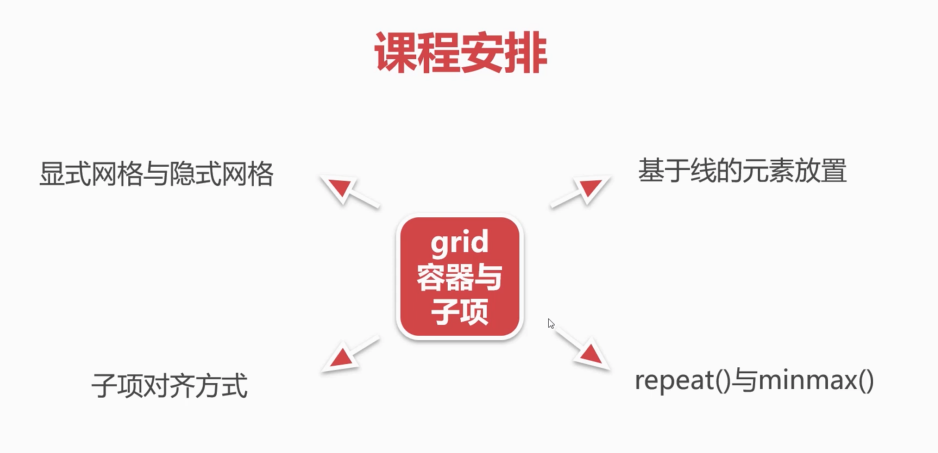 课程安排
显式网格与隐式网格
基于线的元素放置
grid
容器与
子项
子项对齐方式
repeat()与minmax()